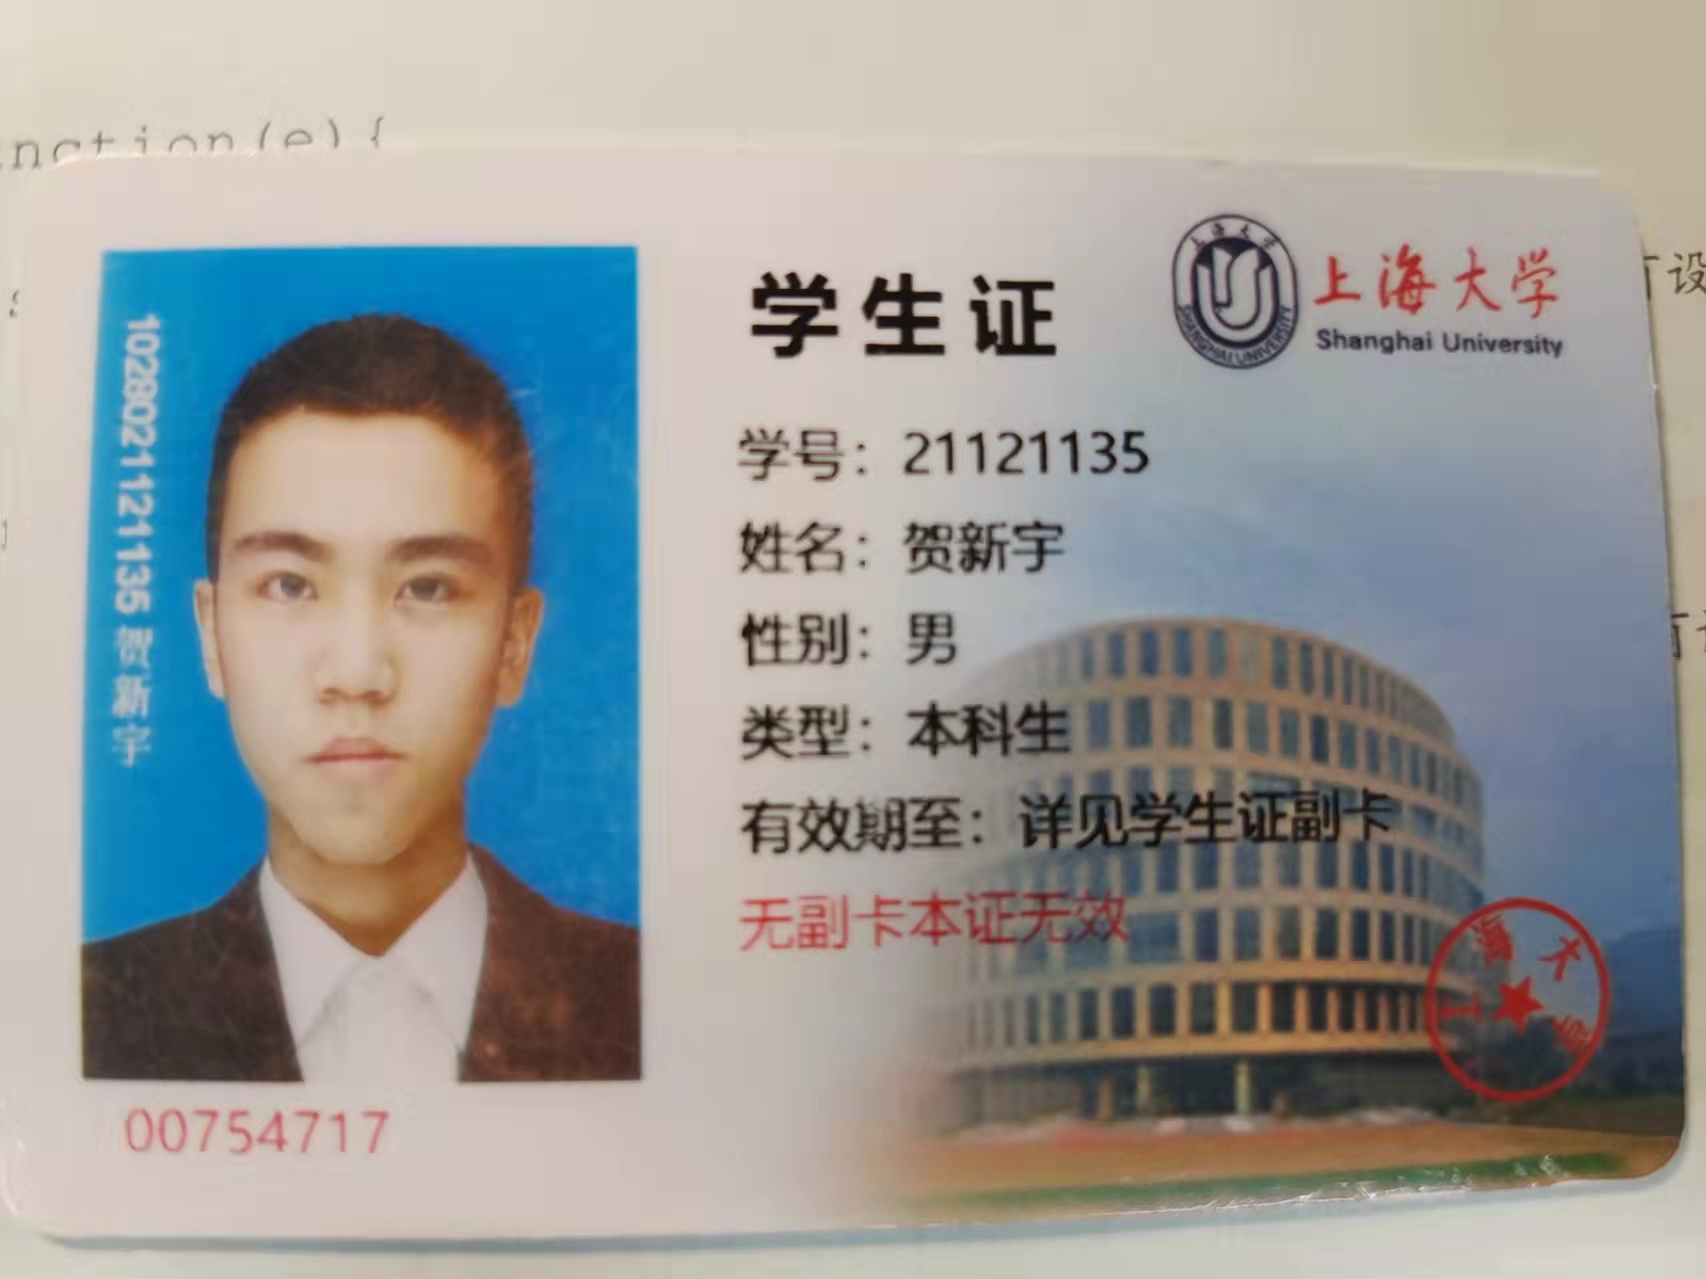 nction(e){
上海大学
Shanghai University
学生证
学号：21121135
姓名：贺新宇
性别：男
类型：本科生
有效期至：详见学生证副卡
无副卡本证无效
1028021121135 贺新宇
00754717
上海大学
上海大学
SHANGHAI UNIVERSITY
设